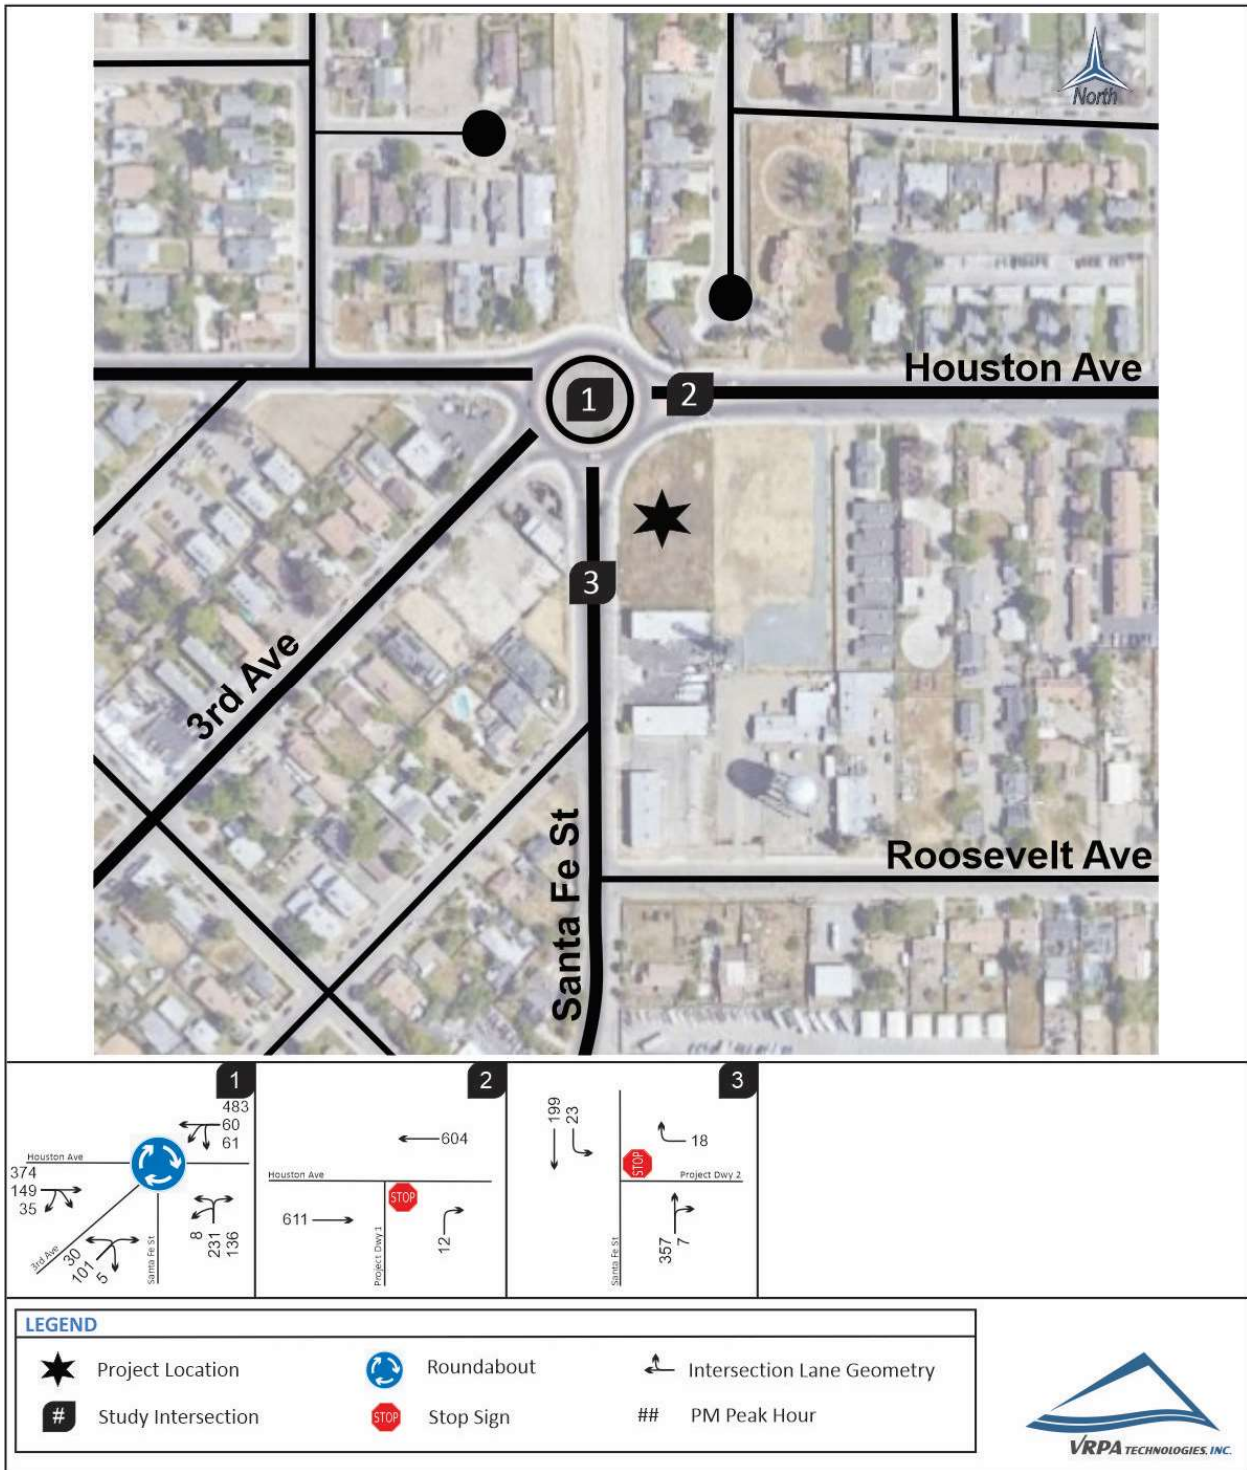 North
Houston Ave
1
2
3
3rd Ave
Santa Fe St
Roosevelt Ave
1
483
60
61
Houston Ave
374
149
35
3rd Ave
30
101
5
Santa Fe St
8
231
136
2
604
Houston Ave
STOP
611
Project Dwy 1
12
3
199
23
18
STOP
Project Dwy 2
Santa Fe St
357
7
LEGEND
Project Location
Roundabout
Intersection Lane Geometry
# Study Intersection
STOP Stop Sign
## PM Peak Hour
VRPA TECHNOLOGIES, INC.